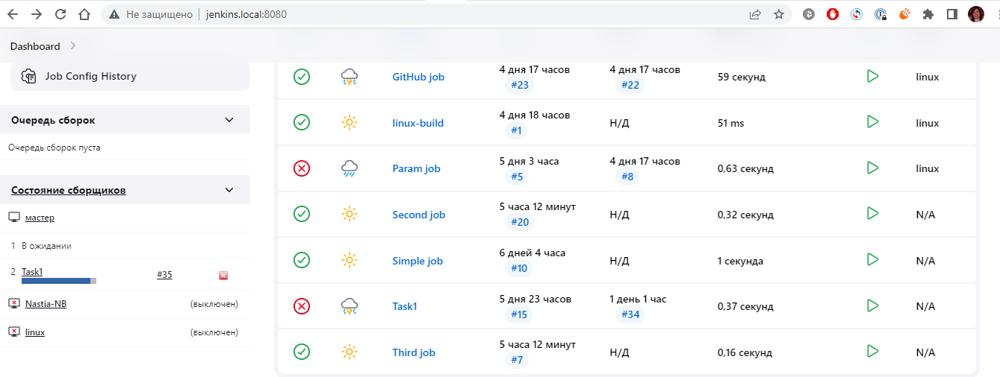 Не защищено | jenkins.local:8080
Dashboard
Job Config History
Очередь сборок
Очередь сборок пуста
Состояние сборщиков
мастер
1 В ожидании
2 Task1 #35
Nastia-NB (выключен)
linux (выключен)
GitHub job 4 дня 17 часов #23 4 дня 17 часов #22 59 секунд linux
linux-build 4 дня 18 часов #1 Н/Д 51 ms linux
Param job 5 дня 3 часа #5 4 дня 17 часов #8 0,63 секунд linux
Second job 5 часа 12 минут #20 Н/Д 0,32 секунд N/A
Simple job 6 дней 4 часа #10 Н/Д 1 секунда N/A
Task1 5 дня 23 часов #15 1 день 1 час #34 0,37 секунд N/A
Third job 5 часа 12 минут #7 Н/Д 0,16 секунд N/A